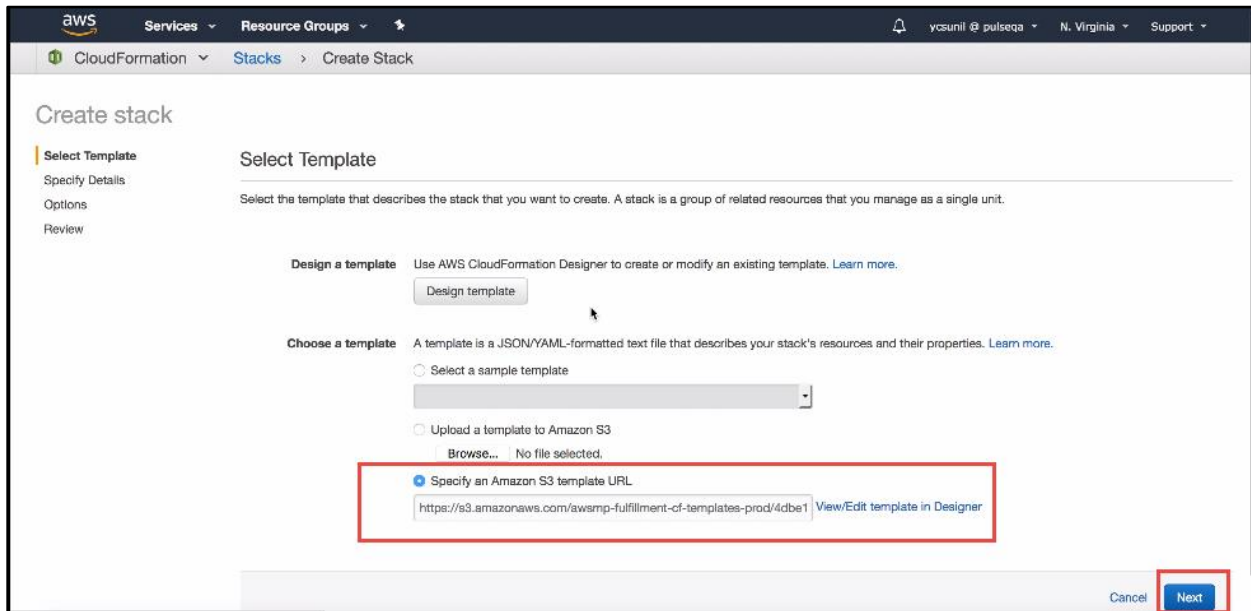 aws Services Resource Groups ycsunil @ pulseqa N. Virginia Support
CloudFormation Stacks > Create Stack
Create stack
Select Template
Specify Details
Options
Review
Select Template
Select the template that describes the stack that you want to create. A stack is a group of related resources that you manage as a single unit.
Design a template Use AWS CloudFormation Designer to create or modify an existing template. Learn more.
Design template
Choose a template A template is a JSON/YAML-formatted text file that describes your stack's resources and their properties. Learn more.
Select a sample template
Upload a template to Amazon S3
Browse... No file selected.
Specify an Amazon S3 template URL
https://s3.amazonaws.com/awsmp-fulfillment-cf-templates-prod/4dbe1 View/Edit template in Designer
Cancel Next